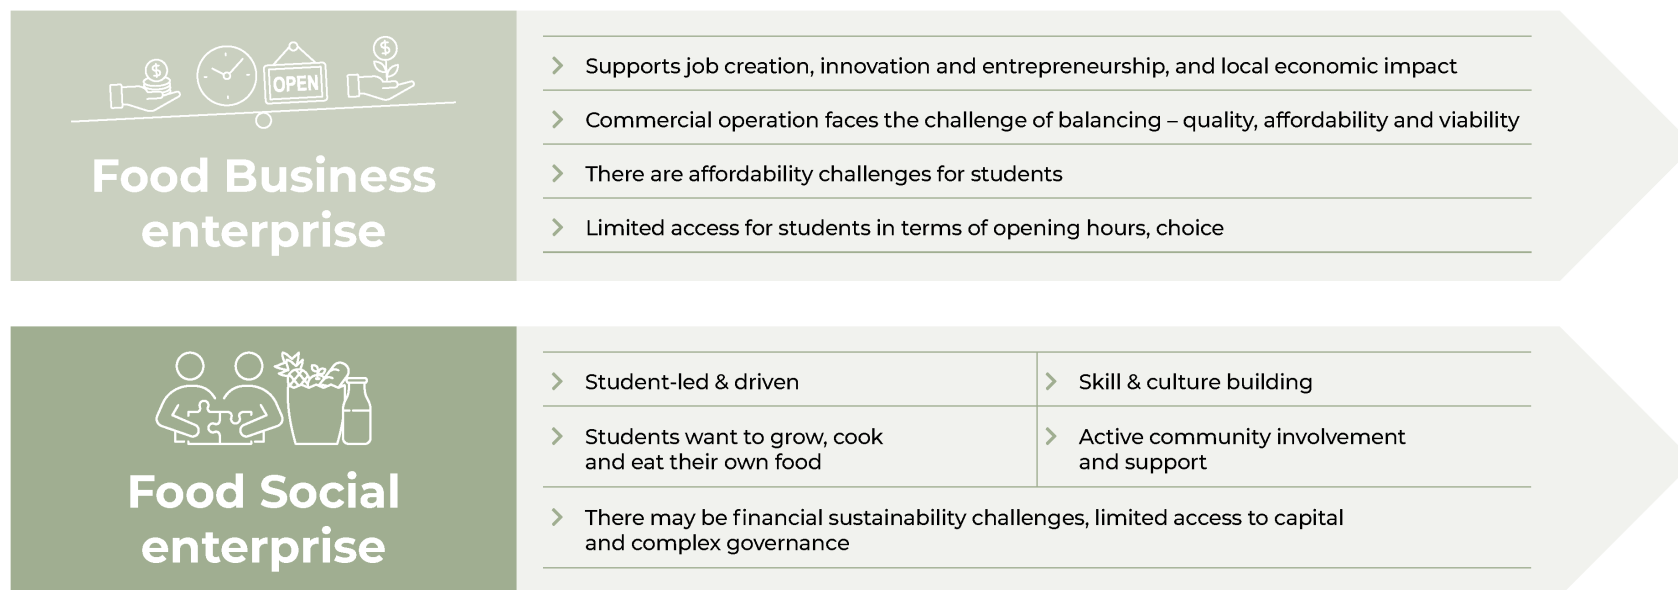 OPEN
Food Business
enterprise
Supports job creation, innovation and entrepreneurship, and local economic impact
Commercial operation faces the challenge of balancing – quality, affordability and viability
There are affordability challenges for students
Limited access for students in terms of opening hours, choice
Food Social
enterprise
Student-led & driven
Skill & culture building
Students want to grow, cook
and eat their own food
Active community involvement
and support
There may be financial sustainability challenges, limited access to capital
and complex governance